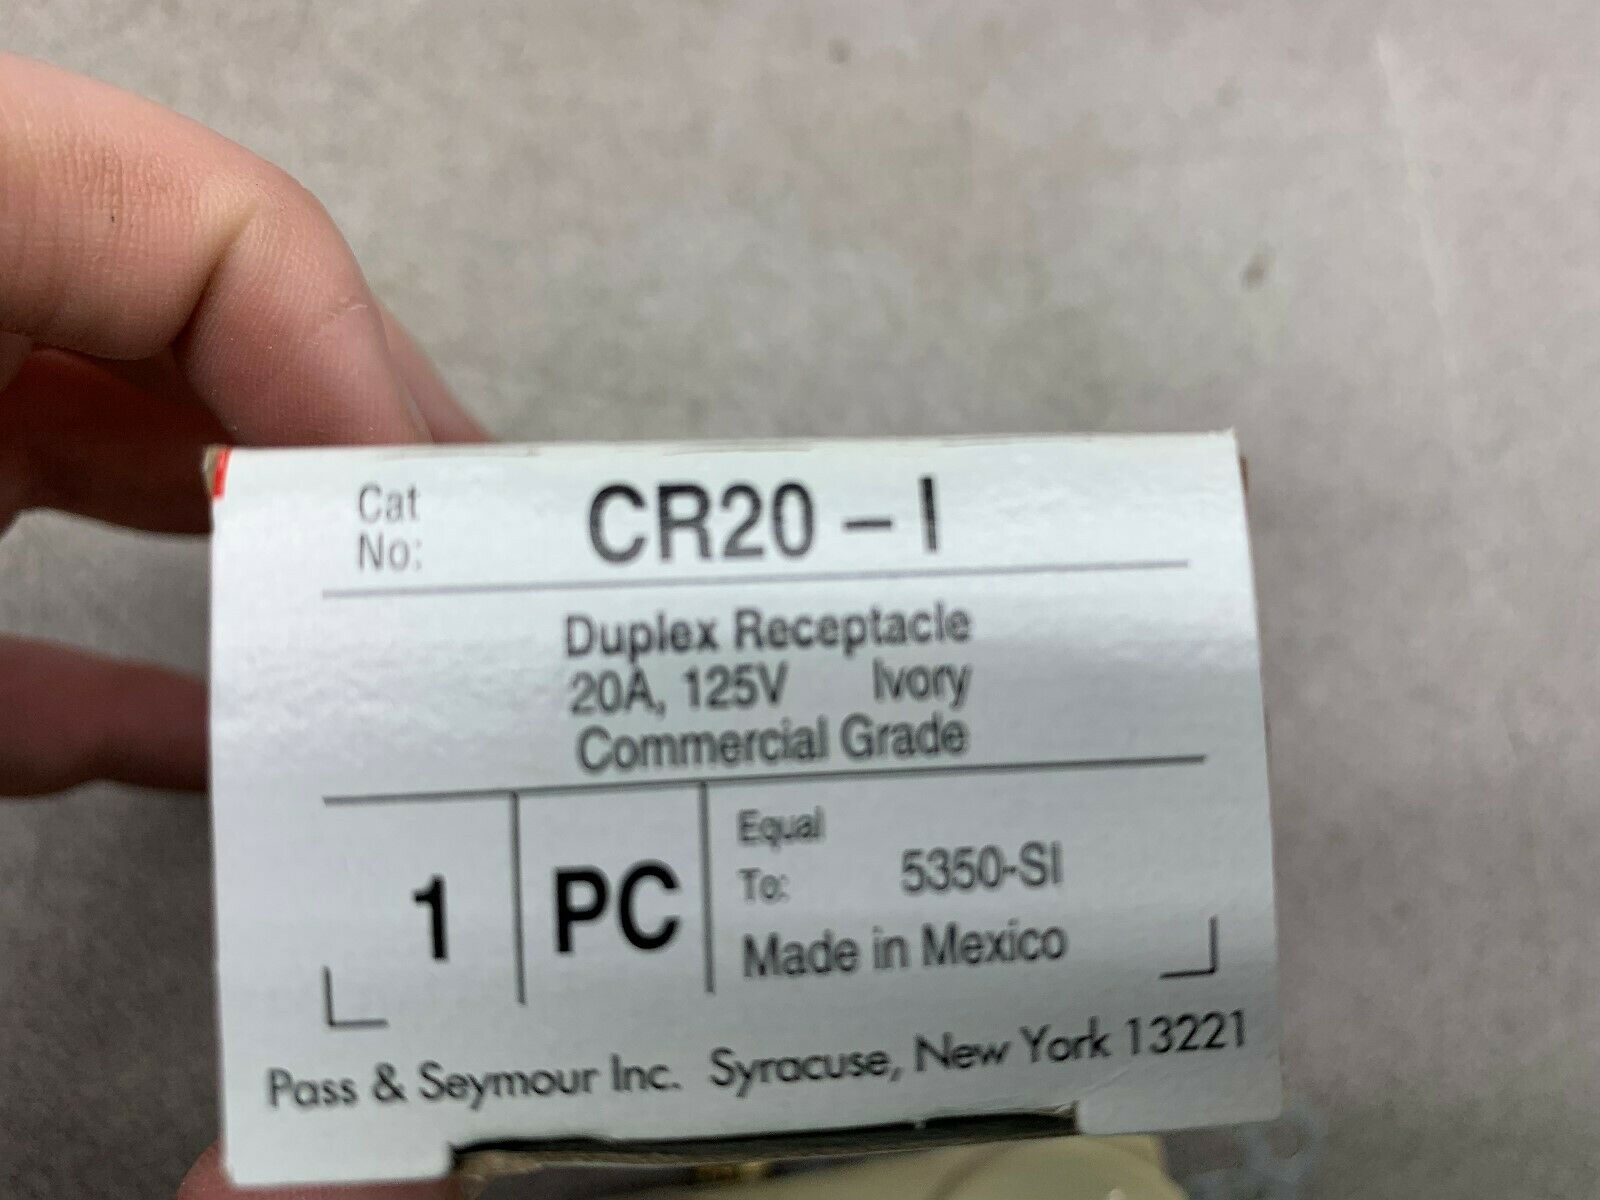 Cat No: CR20 - I
Duplex Receptacle
20A, 125V Ivory
Commercial Grade
1 PC
Equal To: 5350-SI
Made in Mexico
Pass & Seymour Inc. Syracuse, New York 13221